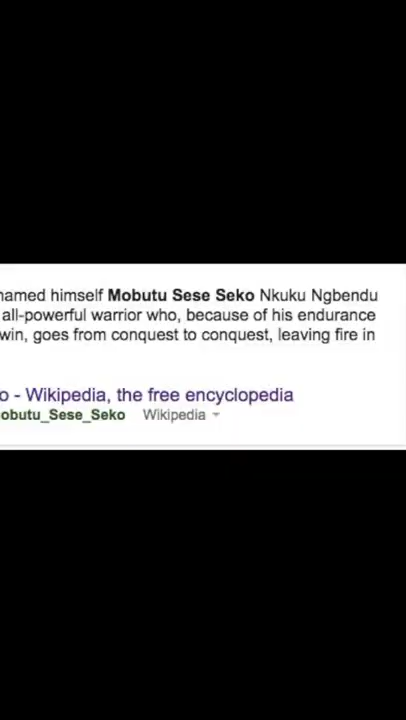 named himself Mobutu Sese Seko Nkuku Ngbendu
all-powerful warrior who, because of his endurance
win, goes from conquest to conquest, leaving fire in
o - Wikipedia, the free encyclopedia
obutu_Sese_Seko Wikipedia